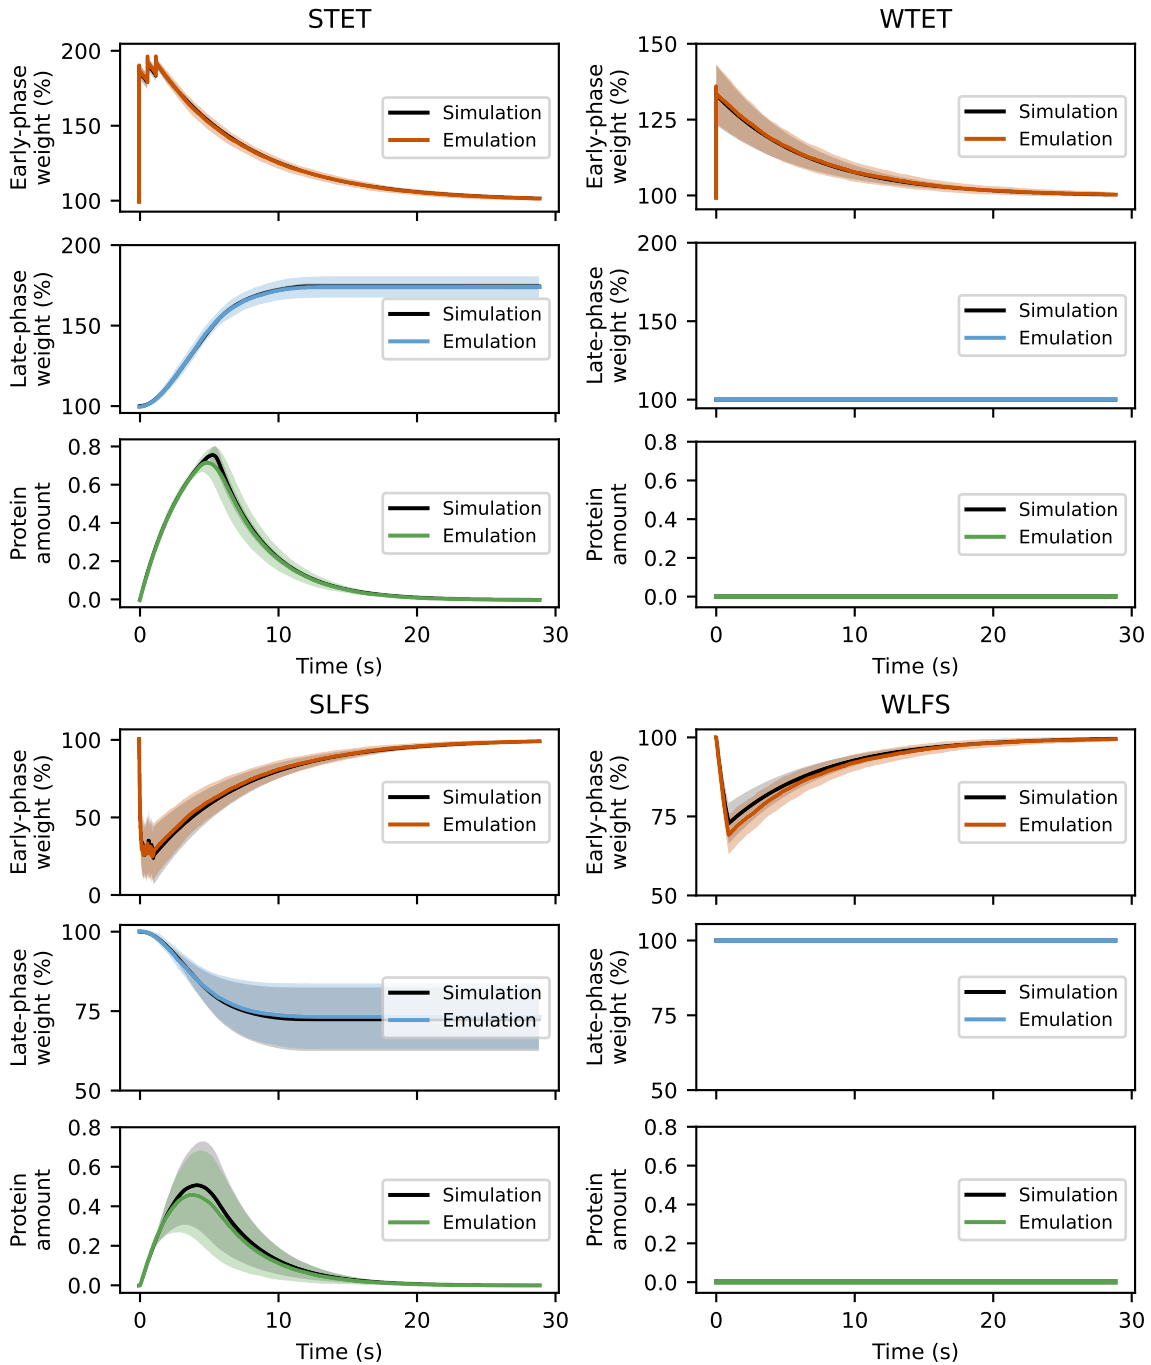 STET
Early-phase
weight (%)
200
150
100
Simulation
Emulation
Late-phase
weight (%)
200
150
100
Simulation
Emulation
Protein
amount
0.8
0.6
0.4
0.2
0.0
Simulation
Emulation
0 10 20 30
Time (s)
WTET
Early-phase
weight (%)
150
125
100
Simulation
Emulation
Late-phase
weight (%)
200
150
100
Simulation
Emulation
Protein
amount
0.8
0.6
0.4
0.2
0.0
Simulation
Emulation
0 10 20 30
Time (s)
SLFS
Early-phase
weight (%)
100
50
0
Simulation
Emulation
Late-phase
weight (%)
100
75
50
Simulation
Emulation
Protein
amount
0.8
0.6
0.4
0.2
0.0
Simulation
Emulation
0 10 20 30
Time (s)
WLFS
Early-phase
weight (%)
100
75
50
Simulation
Emulation
Late-phase
weight (%)
100
75
50
Simulation
Emulation
Protein
amount
0.8
0.6
0.4
0.2
0.0
Simulation
Emulation
0 10 20 30
Time (s)